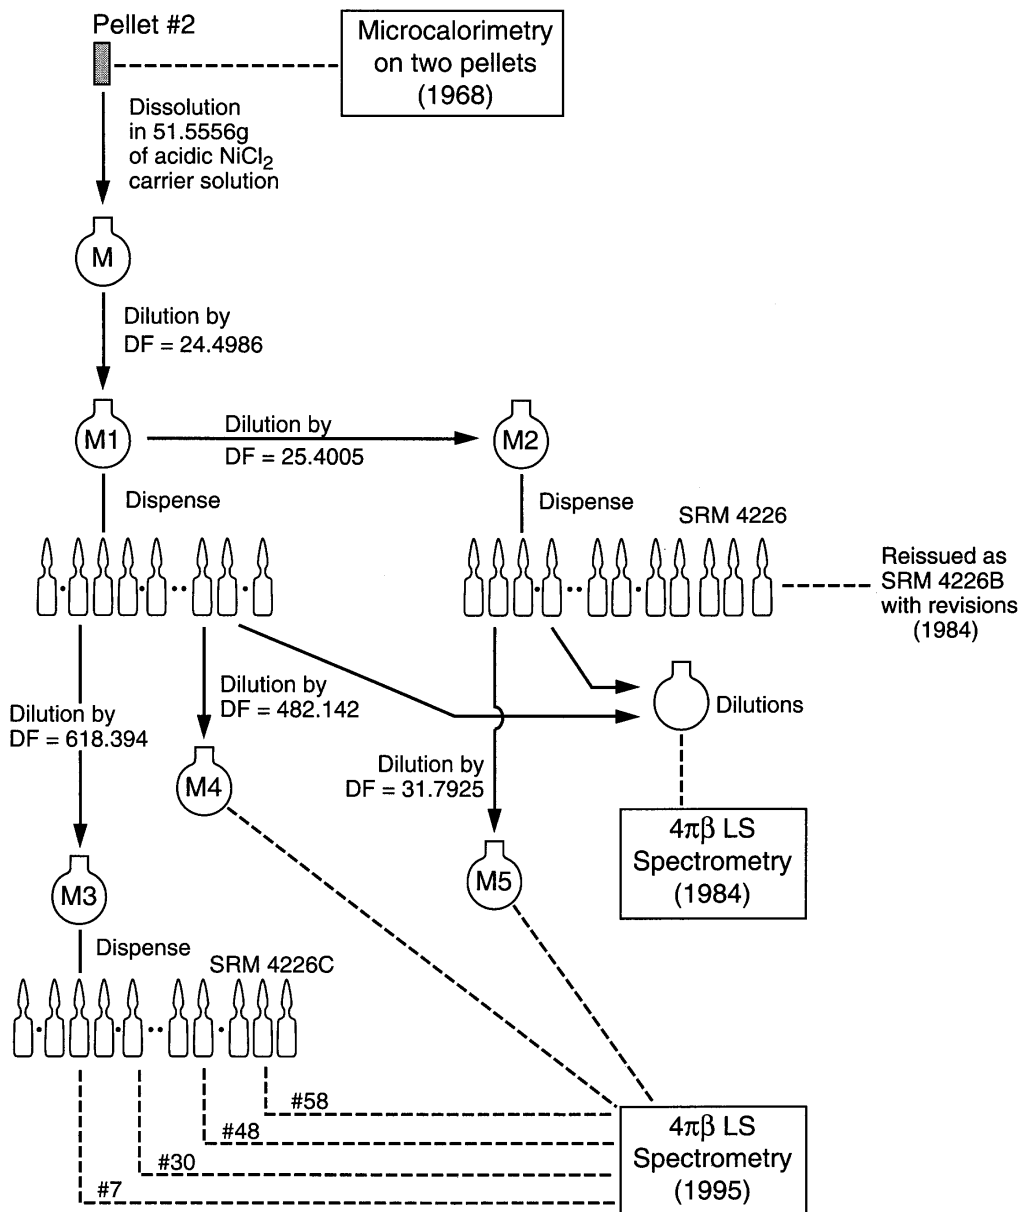 Pellet #2
Microcalorimetry
on two pellets
(1968)
Dissolution
in 51.5556g
of acidic NiCl₂
carrier solution
M
Dilution by
DF = 24.4986
M1
Dilution by
DF = 25.4005
M2
Dispense
Dispense
SRM 4226
Reissued as
SRM 4226B
with revisions
(1984)
Dilution by
DF = 618.394
Dilution by
DF = 482.142
Dilutions
M4
Dilution by
DF = 31.7925
4πβ LS
Spectrometry
(1984)
M3
M5
Dispense
SRM 4226C
#58
#48
#30
#7
4πβ LS
Spectrometry
(1995)